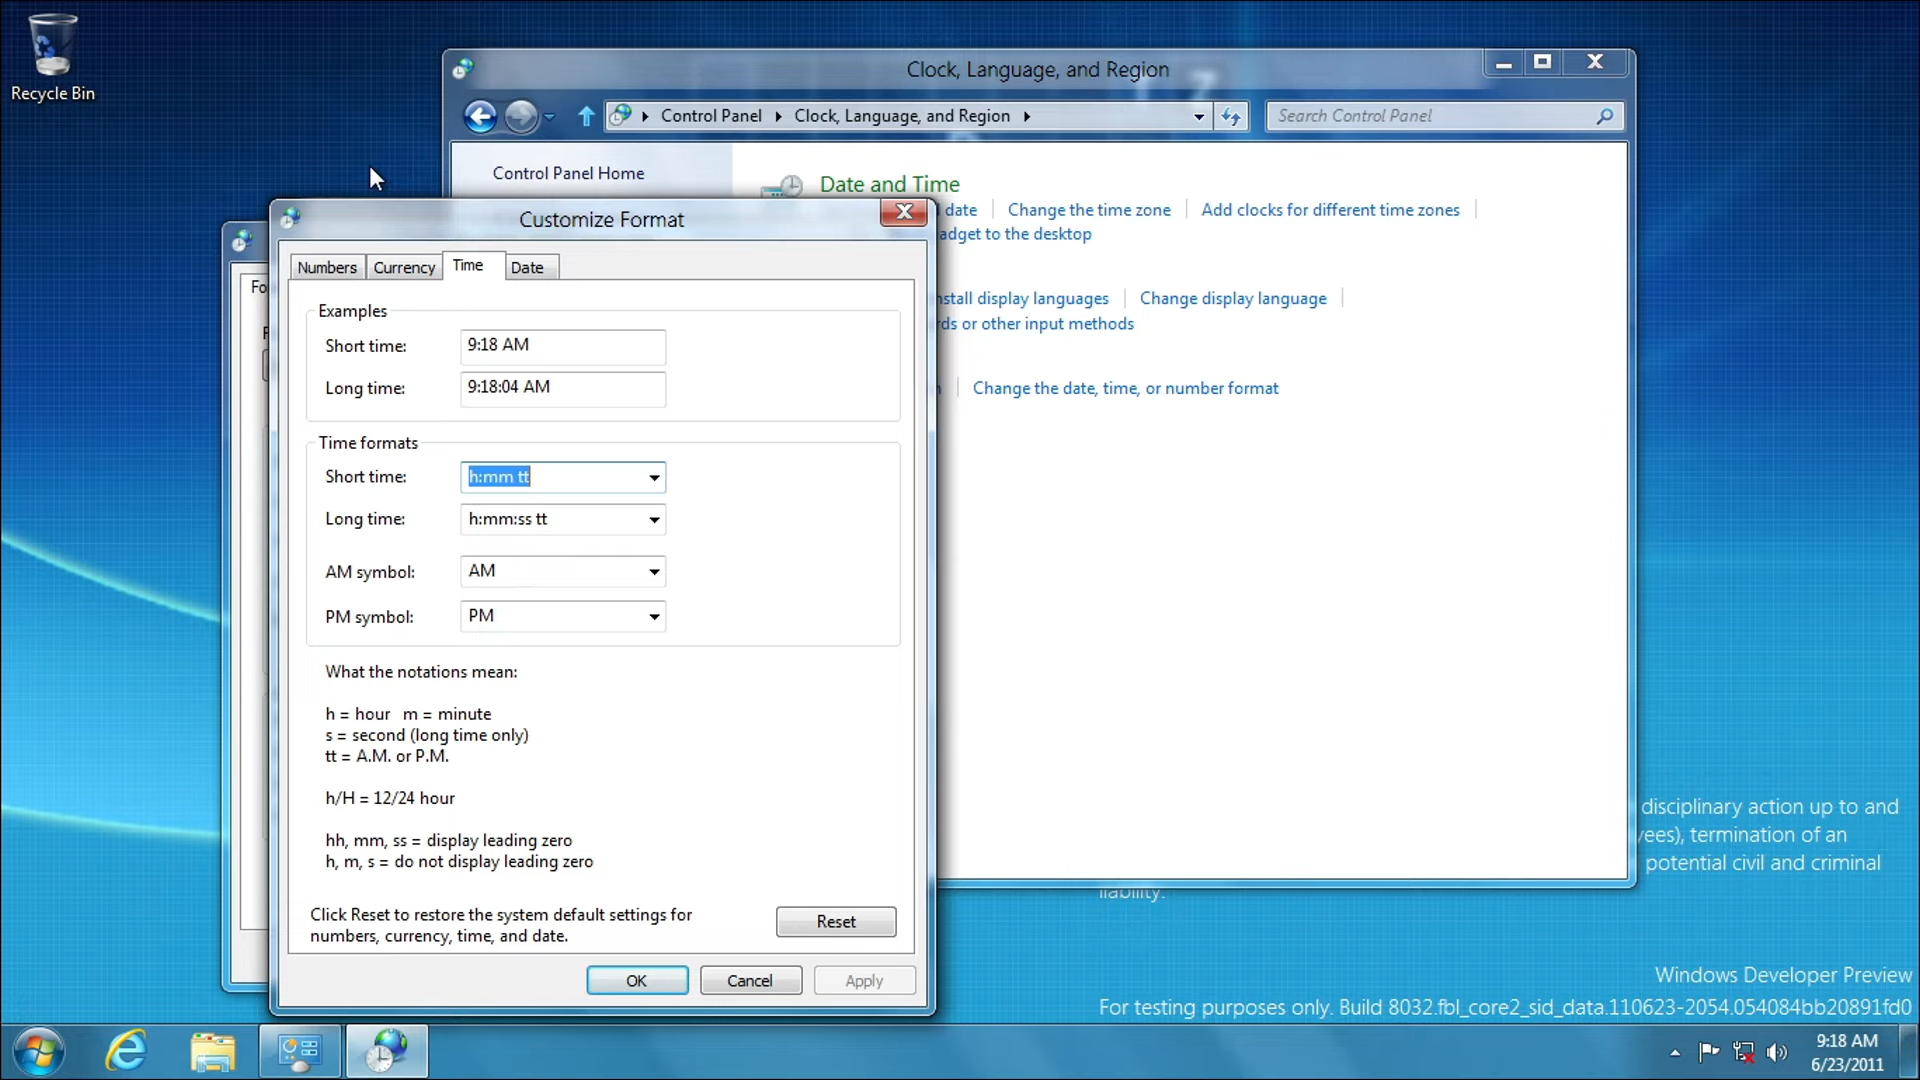 Recycle Bin
Clock, Language, and Region
Control Panel
Clock, Language, and Region
Search Control Panel
Control Panel Home
Date and Time
date
Change the time zone
Add clocks for different time zones
adget to the desktop
nstall display languages
Change display language
rds or other input methods
Change the date, time, or number format
Fo
Customize Format
Numbers
Currency
Time
Date
Examples
Short time:
9:18 AM
Long time:
9:18:04 AM
Time formats
Short time:
h:mm tt
Long time:
h:mm:ss tt
AM symbol:
AM
PM symbol:
PM
What the notations mean:
h = hour m = minute
s = second (long time only)
tt = A.M. or P.M.
h/H = 12/24 hour
hh, mm, ss = display leading zero
h, m, s = do not display leading zero
Click Reset to restore the system default settings for
numbers, currency, time, and date.
Reset
OK
Cancel
Apply
disciplinary action up to and
yees), termination of an
potential civil and criminal
liability.
Windows Developer Preview
For testing purposes only. Build 8032.fbl_core2_sid_data.110623-2054.054084bb20891fd0
9:18 AM
6/23/2011